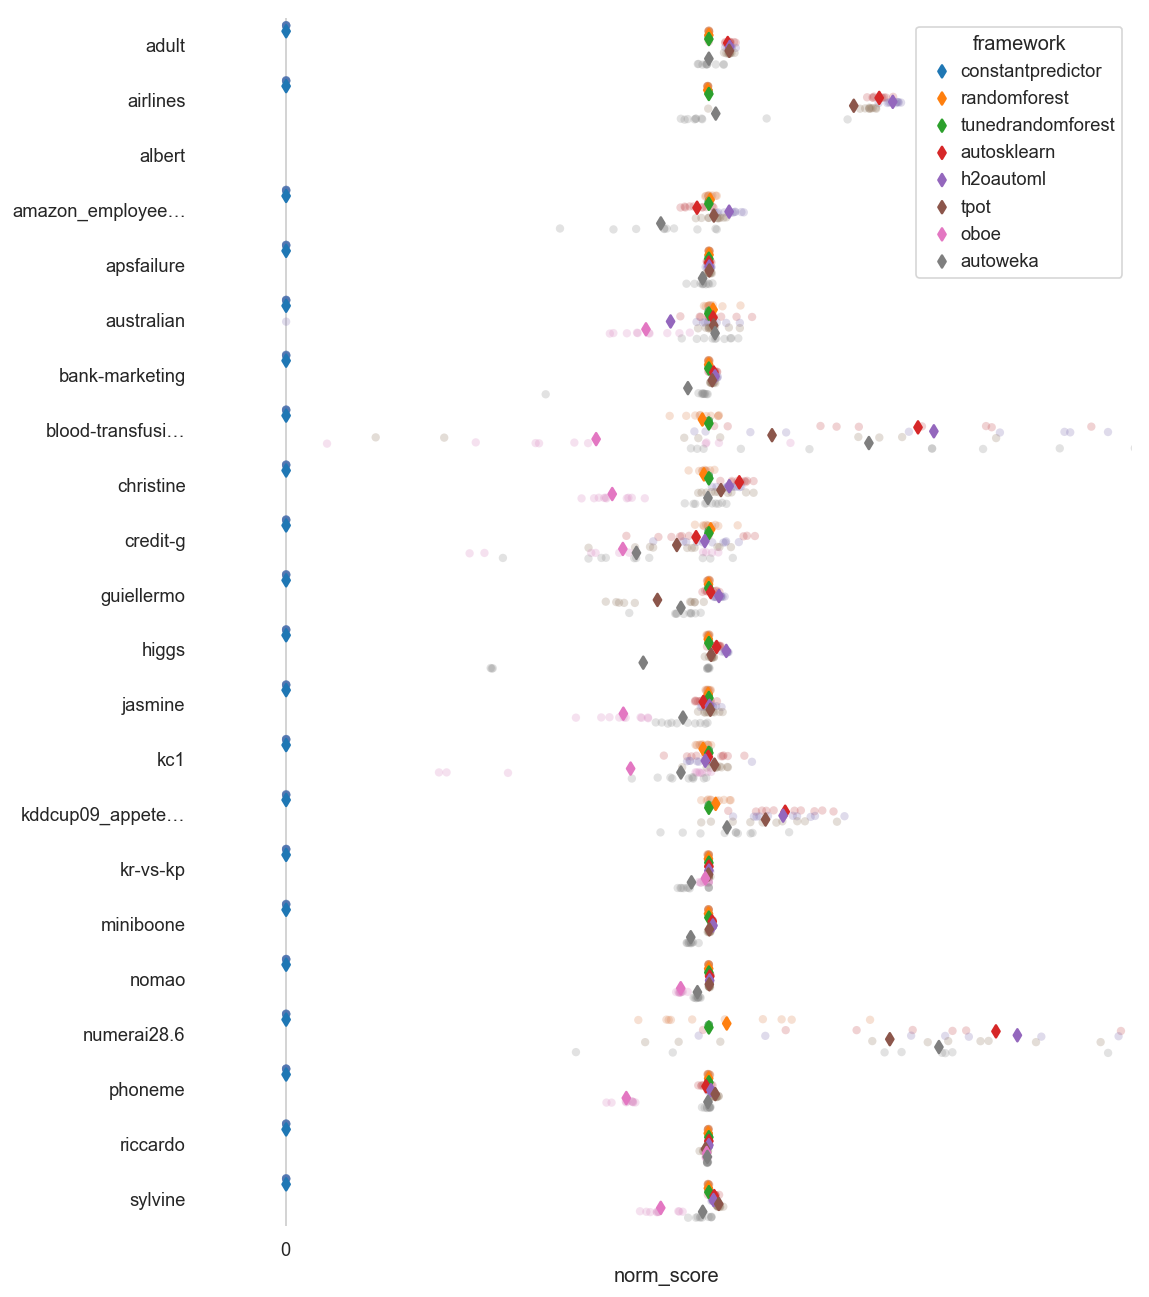 adult
airlines
albert
amazon_employee…
apsfailure
australian
bank-marketing
blood-transfusi…
christine
credit-g
guiellermo
higgs
jasmine
kc1
kddcup09_appete…
kr-vs-kp
miniboone
nomao
numerai28.6
phoneme
riccardo
sylvine
framework
constantpredictor
randomforest
tunedrandomforest
autosklearn
h2oautoml
tpot
oboe
autoweka
0
norm_score